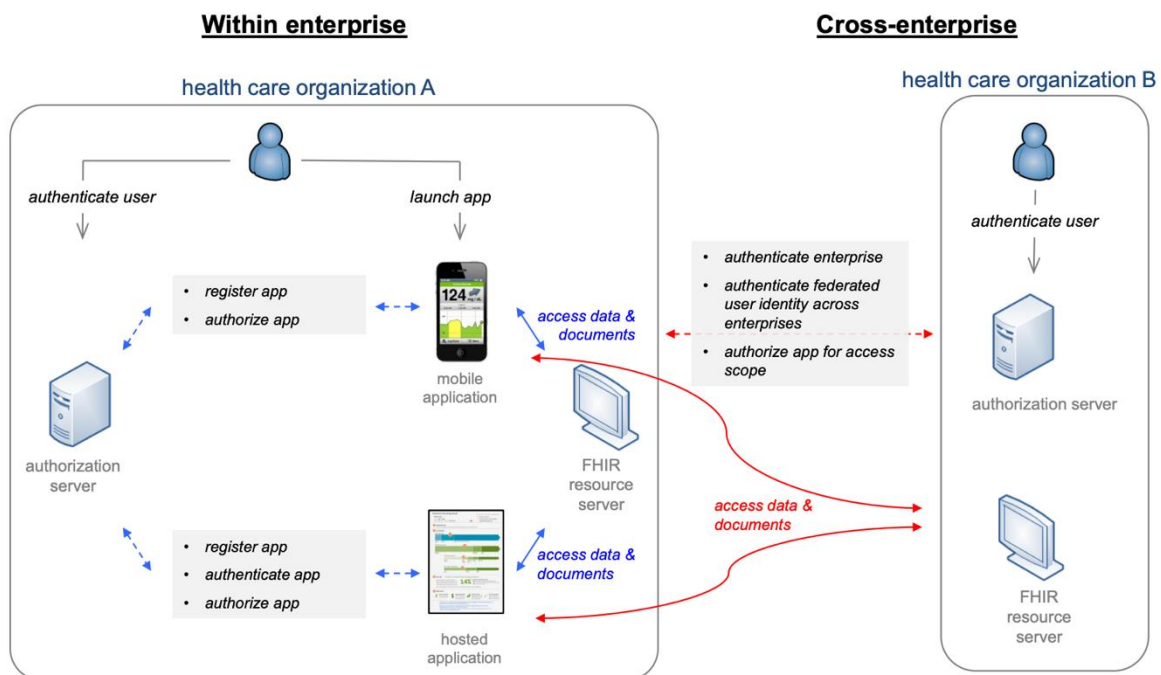 Within enterprise
Cross-enterprise
health care organization A
health care organization B
authenticate user
launch app
authenticate user
• register app
• authorize app
124
access data &
documents
• authenticate enterprise
• authenticate federated
user identity across
enterprises
• authorize app for access
scope
mobile
application
authorization
server
FHIR
resource
server
authorization server
access data &
documents
• register app
• authenticate app
• authorize app
access data &
documents
hosted
application
FHIR
resource
server